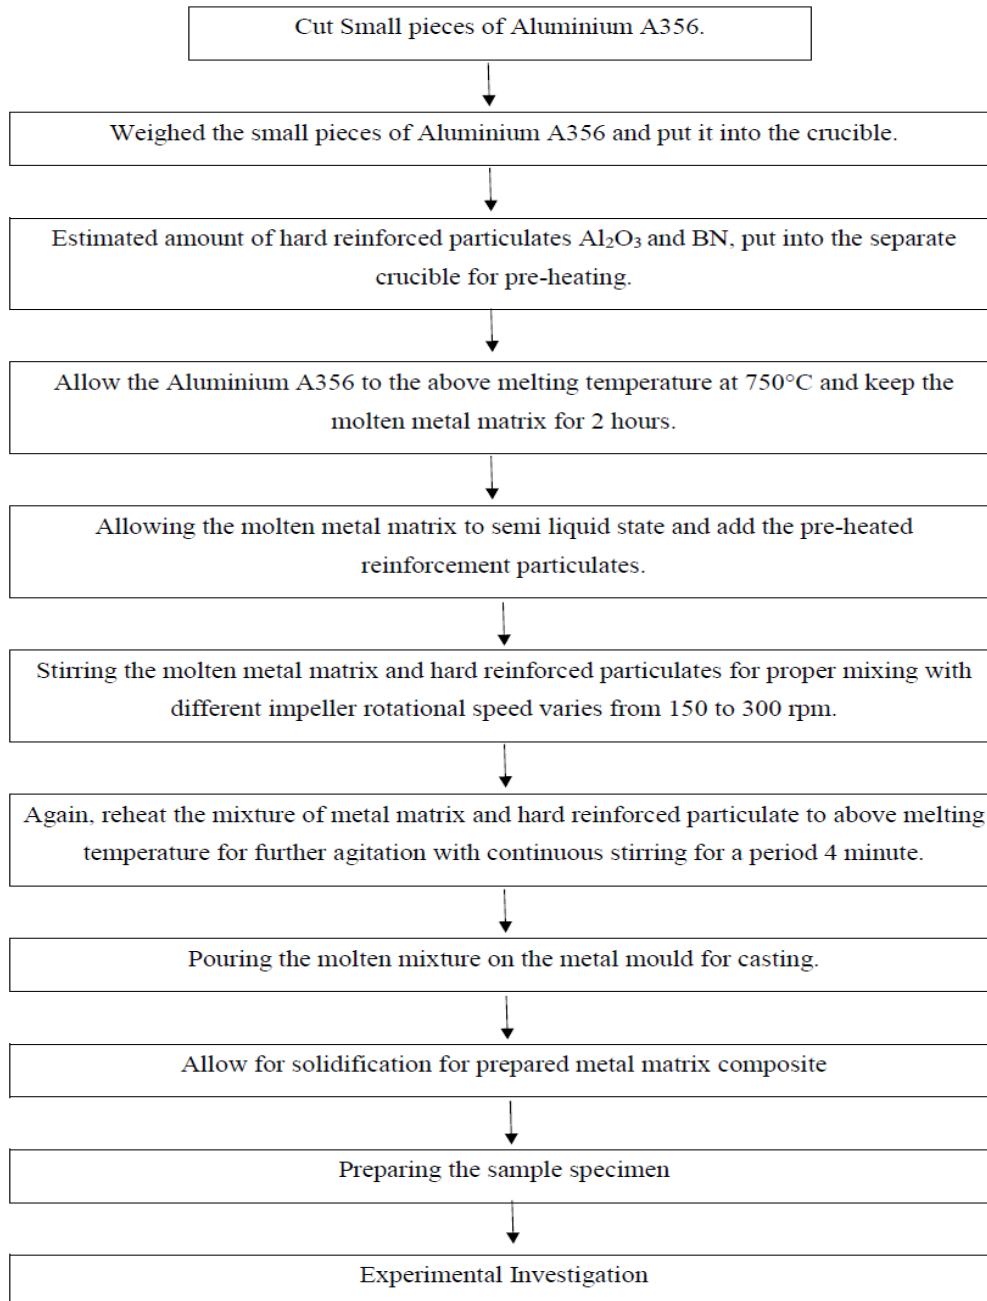 Cut Small pieces of Aluminium A356.
Weighed the small pieces of Aluminium A356 and put it into the crucible.
Estimated amount of hard reinforced particulates Al₂O₃ and BN, put into the separate
crucible for pre-heating.
Allow the Aluminium A356 to the above melting temperature at 750°C and keep the
molten metal matrix for 2 hours.
Allowing the molten metal matrix to semi liquid state and add the pre-heated
reinforcement particulates.
Stirring the molten metal matrix and hard reinforced particulates for proper mixing with
different impeller rotational speed varies from 150 to 300 rpm.
Again, reheat the mixture of metal matrix and hard reinforced particulate to above melting
temperature for further agitation with continuous stirring for a period 4 minute.
Pouring the molten mixture on the metal mould for casting.
Allow for solidification for prepared metal matrix composite
Preparing the sample specimen
Experimental Investigation